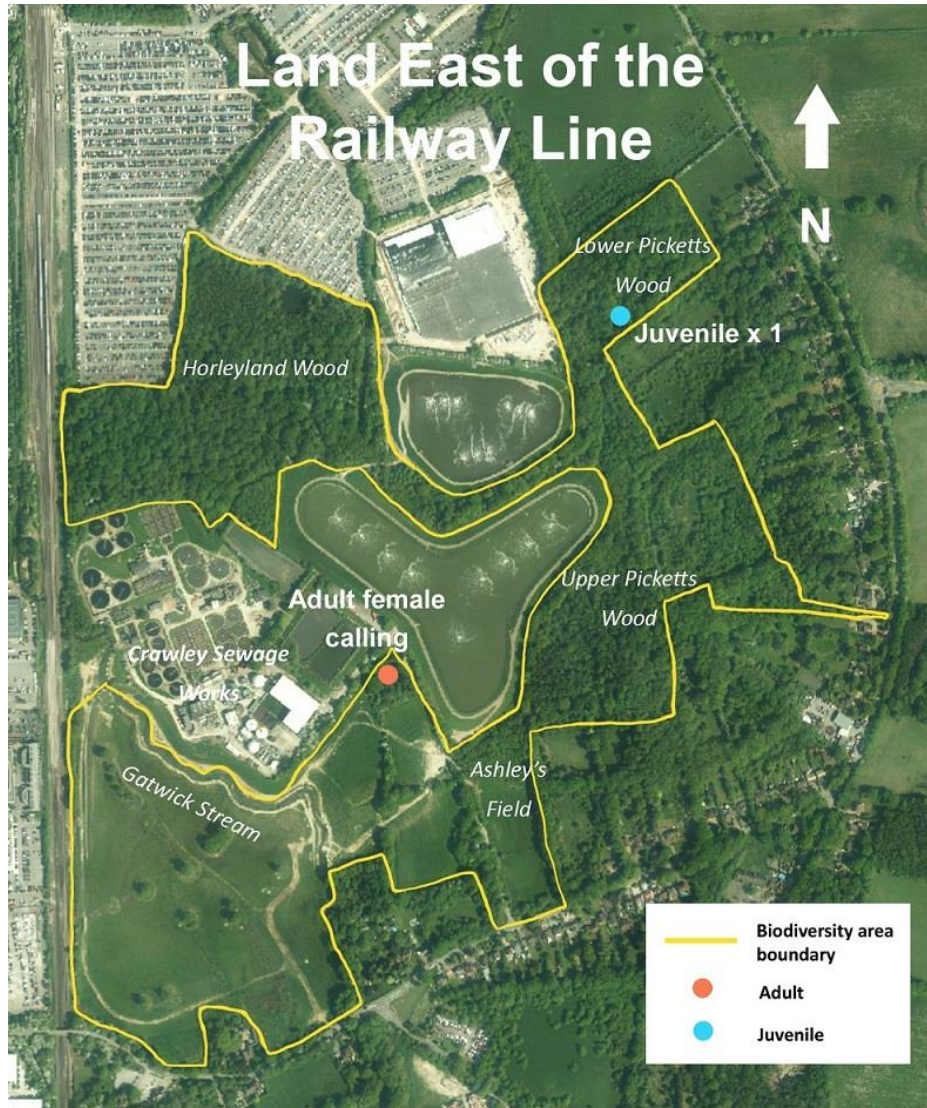 Land East of the
Railway Line
N
Lower Picketts
Wood
Juvenile x 1
Horleyland Wood
Upper Picketts
Wood
Adult female
calling
Crawley Sewage
Works
Gatwick Stream
Ashley's
Field
Biodiversity area
boundary
Adult
Juvenile